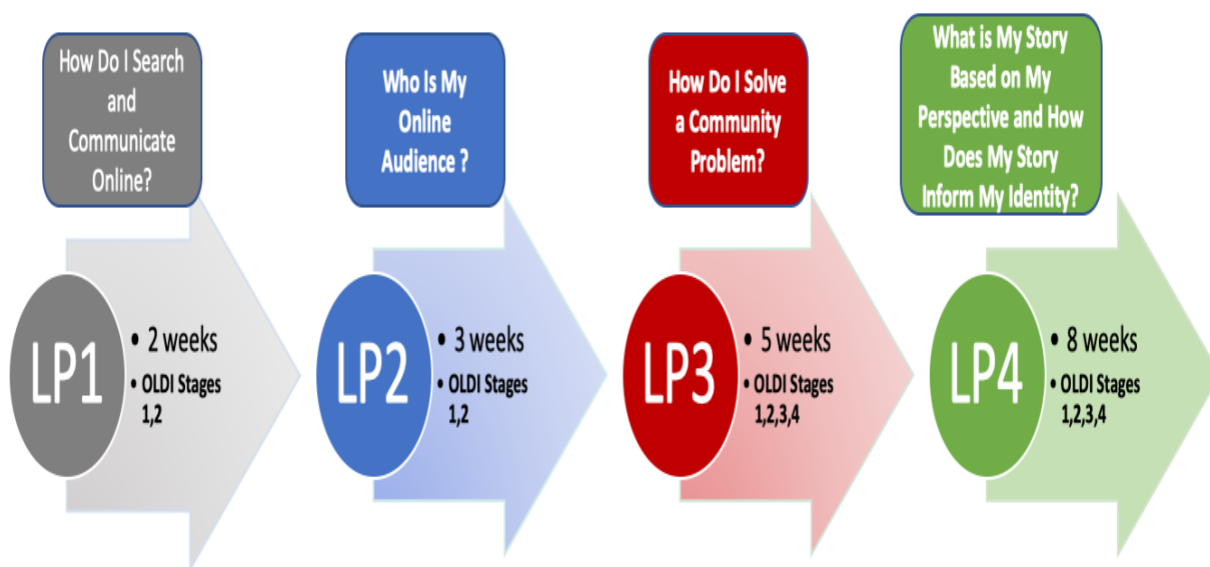 How Do I Search
and
Communicate
Online?
Who Is My
Online
Audience ?
How Do I Solve
a Community
Problem?
What is My Story
Based on My
Perspective and How
Does My Story
Inform My Identity?
LP1
• 2 weeks
• OLDI Stages
1,2
LP2
• 3 weeks
• OLDI Stages
1,2
LP3
• 5 weeks
• OLDI Stages
1,2,3,4
LP4
• 8 weeks
• OLDI Stages
1,2,3,4